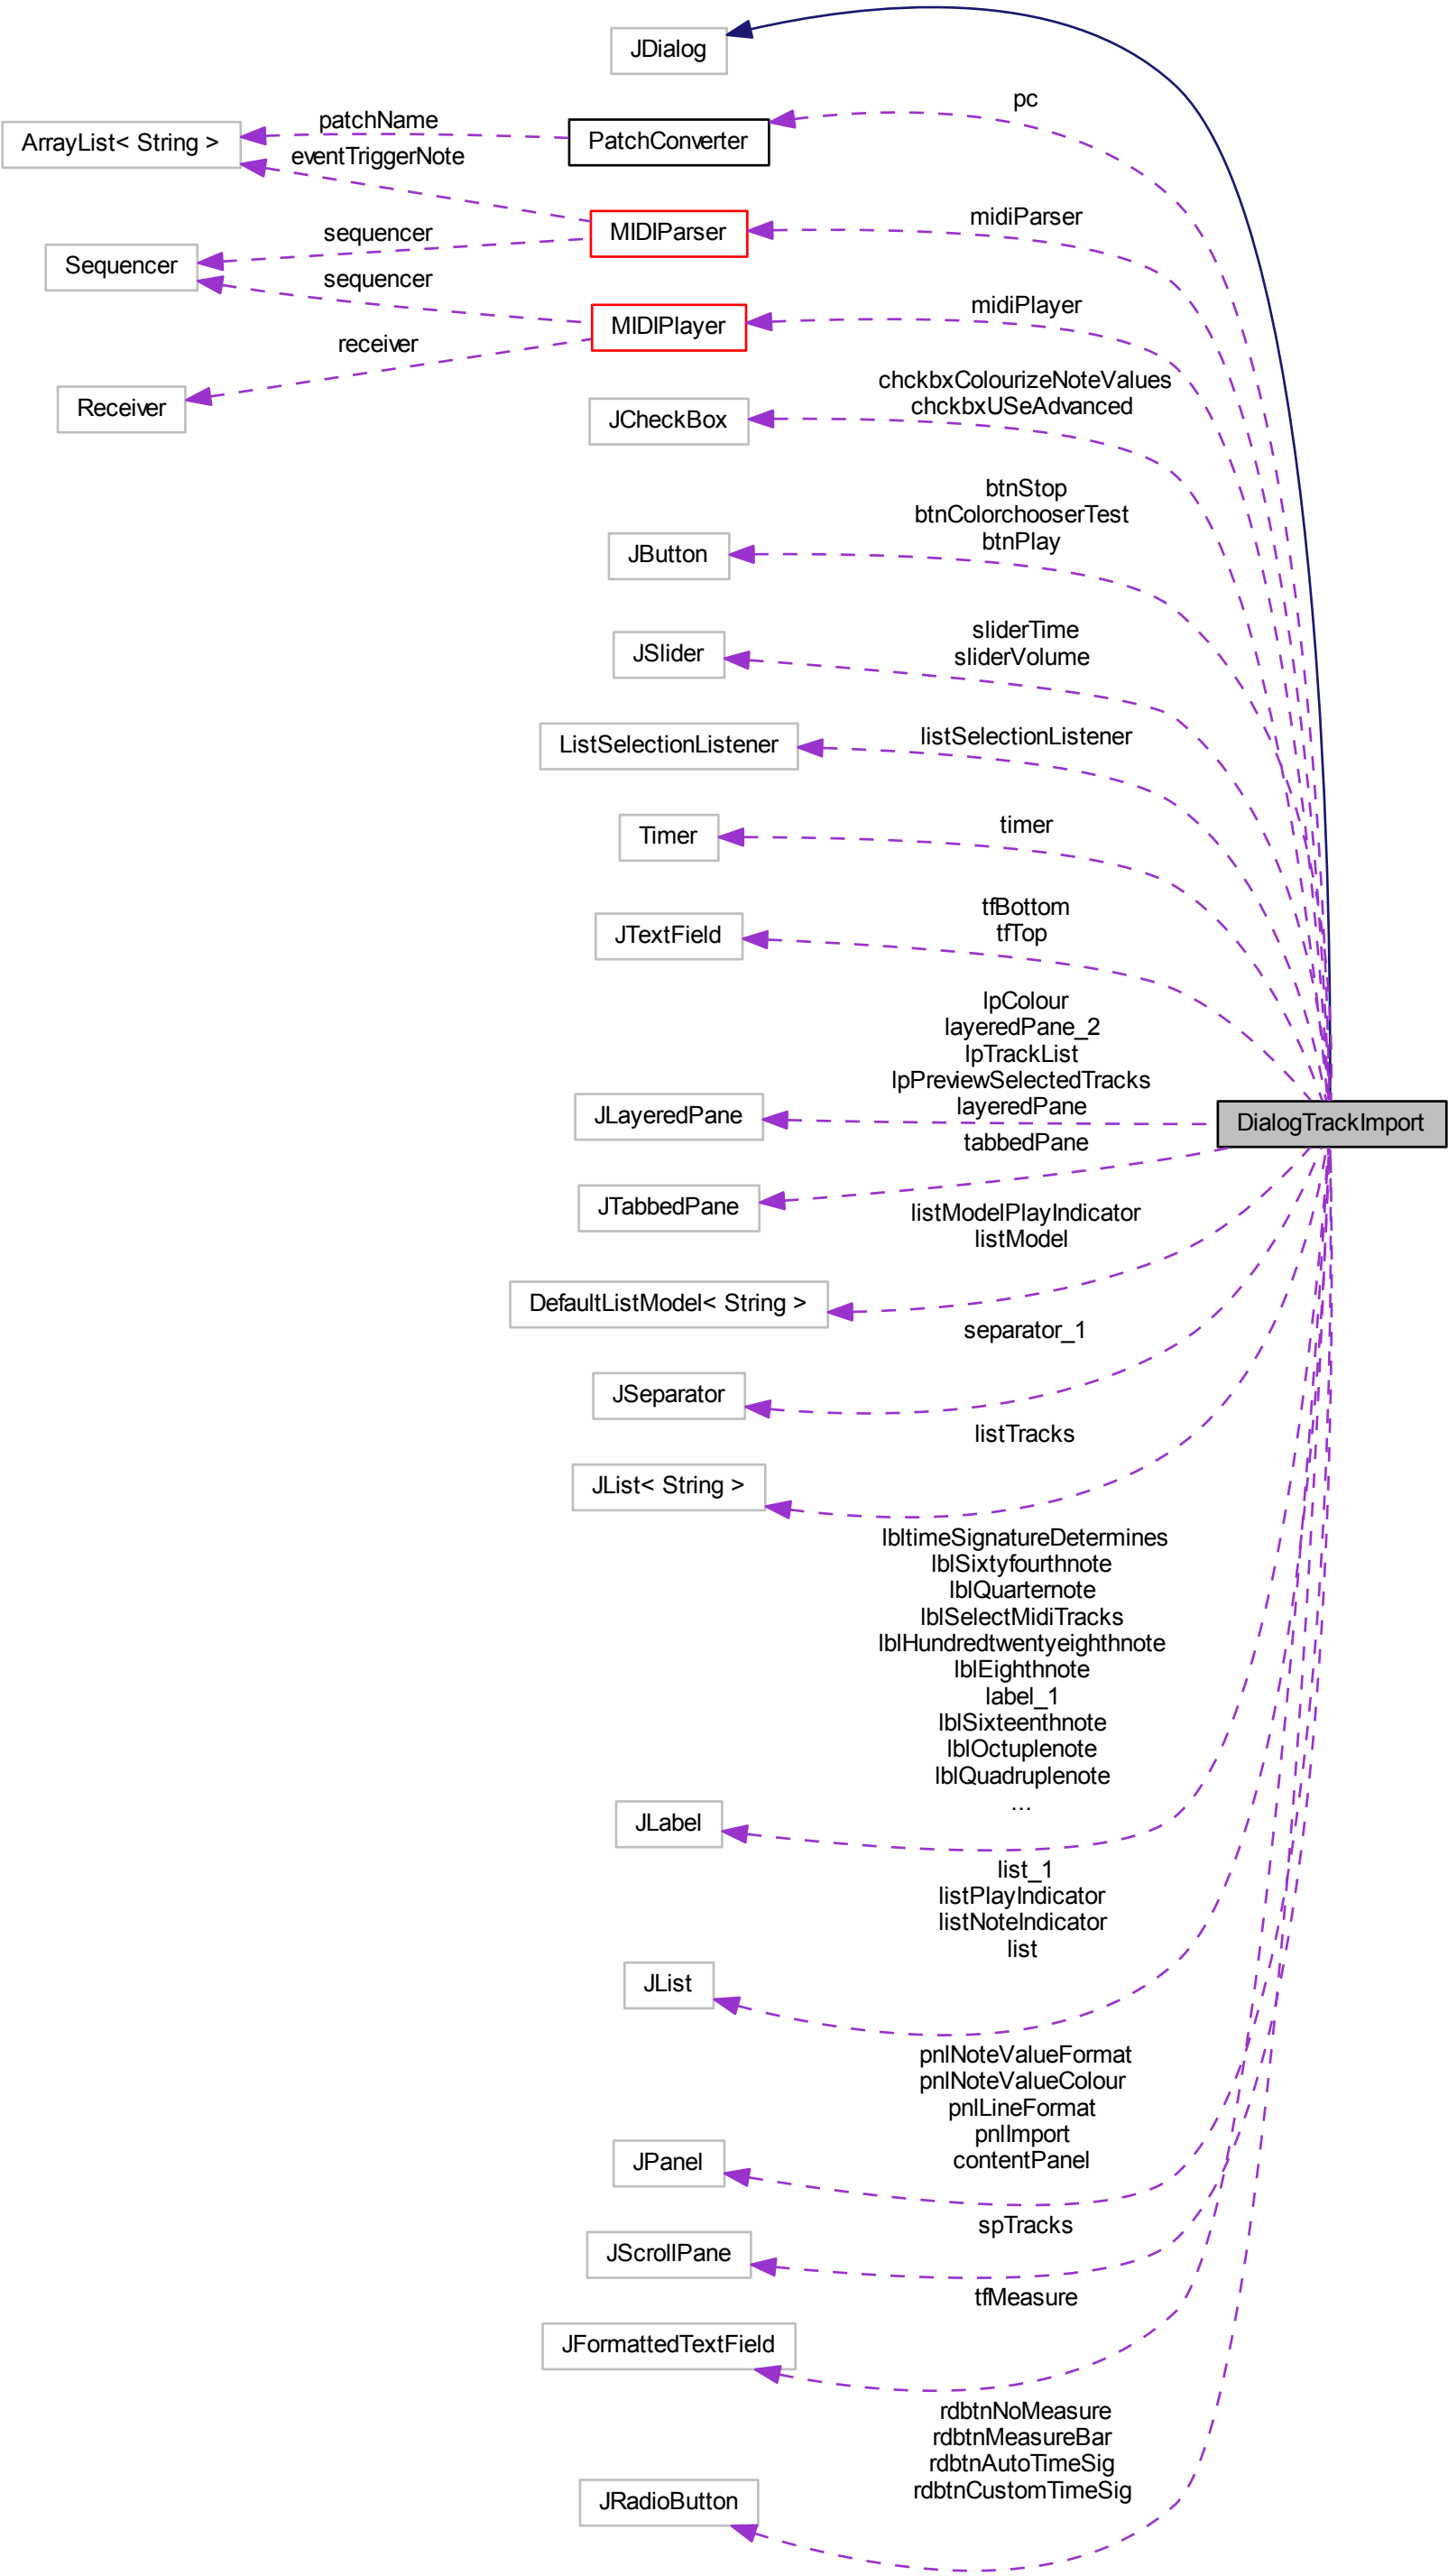 JDialog
pc
patchName
ArrayList< String >
PatchConverter
eventTriggerNote
midiParser
MIDIParser
sequencer
Sequencer
sequencer
midiPlayer
MIDIPlayer
receiver
Receiver
chckbxColourizeNoteValues
chckbxUSeAdvanced
JCheckBox
btnStop
btnColorchooserTest
btnPlay
JButton
sliderTime
sliderVolume
JSlider
listSelectionListener
ListSelectionListener
timer
Timer
tfBottom
tfTop
JTextField
lpColour
layeredPane_2
lpTrackList
lpPreviewSelectedTracks
layeredPane
JLayeredPane
DialogTrackImport
tabbedPane
JTabbedPane
listModelPlayIndicator
listModel
DefaultListModel< String >
separator_1
JSeparator
listTracks
JList< String >
lbltimeSignatureDetermines
lblSixtyfourthnote
lblQuarternote
lblSelectMidiTracks
lblHundredtwentyeighthnote
lblEighthnote
label_1
lblSixteenthnote
lblOctuplenote
lblQuadruplenote
...
JLabel
list_1
listPlayIndicator
listNoteIndicator
list
JList
pnlNoteValueFormat
pnlNoteValueColour
pnlLineFormat
pnlImport
contentPanel
JPanel
spTracks
JScrollPane
tfMeasure
JFormattedTextField
rdbtnNoMeasure
rdbtnMeasureBar
rdbtnAutoTimeSig
rdbtnCustomTimeSig
JRadioButton